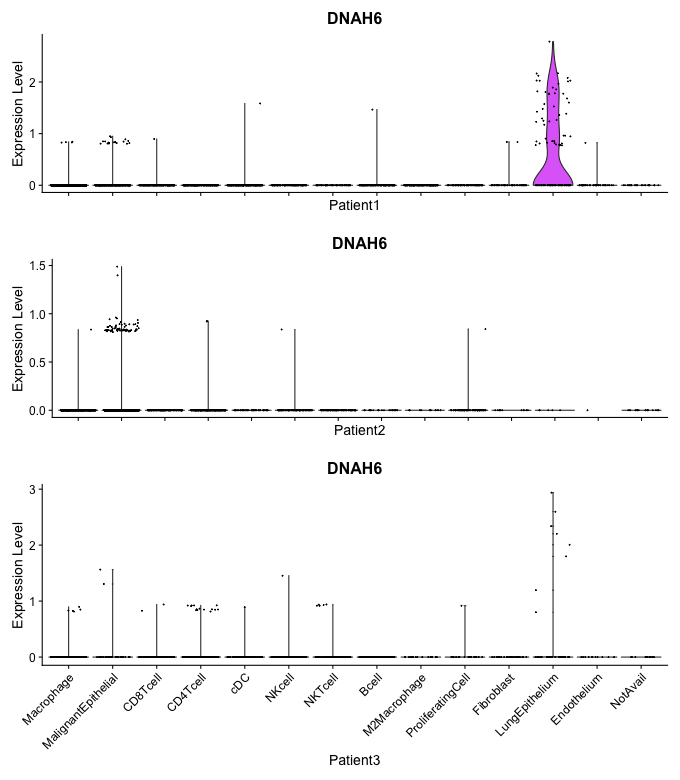 DNAH6
Expression Level
2
1
0
Patient1
DNAH6
Expression Level
1.5
1.0
0.5
0.0
Patient2
DNAH6
Expression Level
3
2
1
0
Macrophage
MalignantEpithelial
CD8Tcell
CD4Tcell
cDC
NKcell
NKTcell
Bcell
M2Macrophage
ProliferatingCell
Fibroblast
LungEpithelium
Endothelium
NotAvail
Patient3